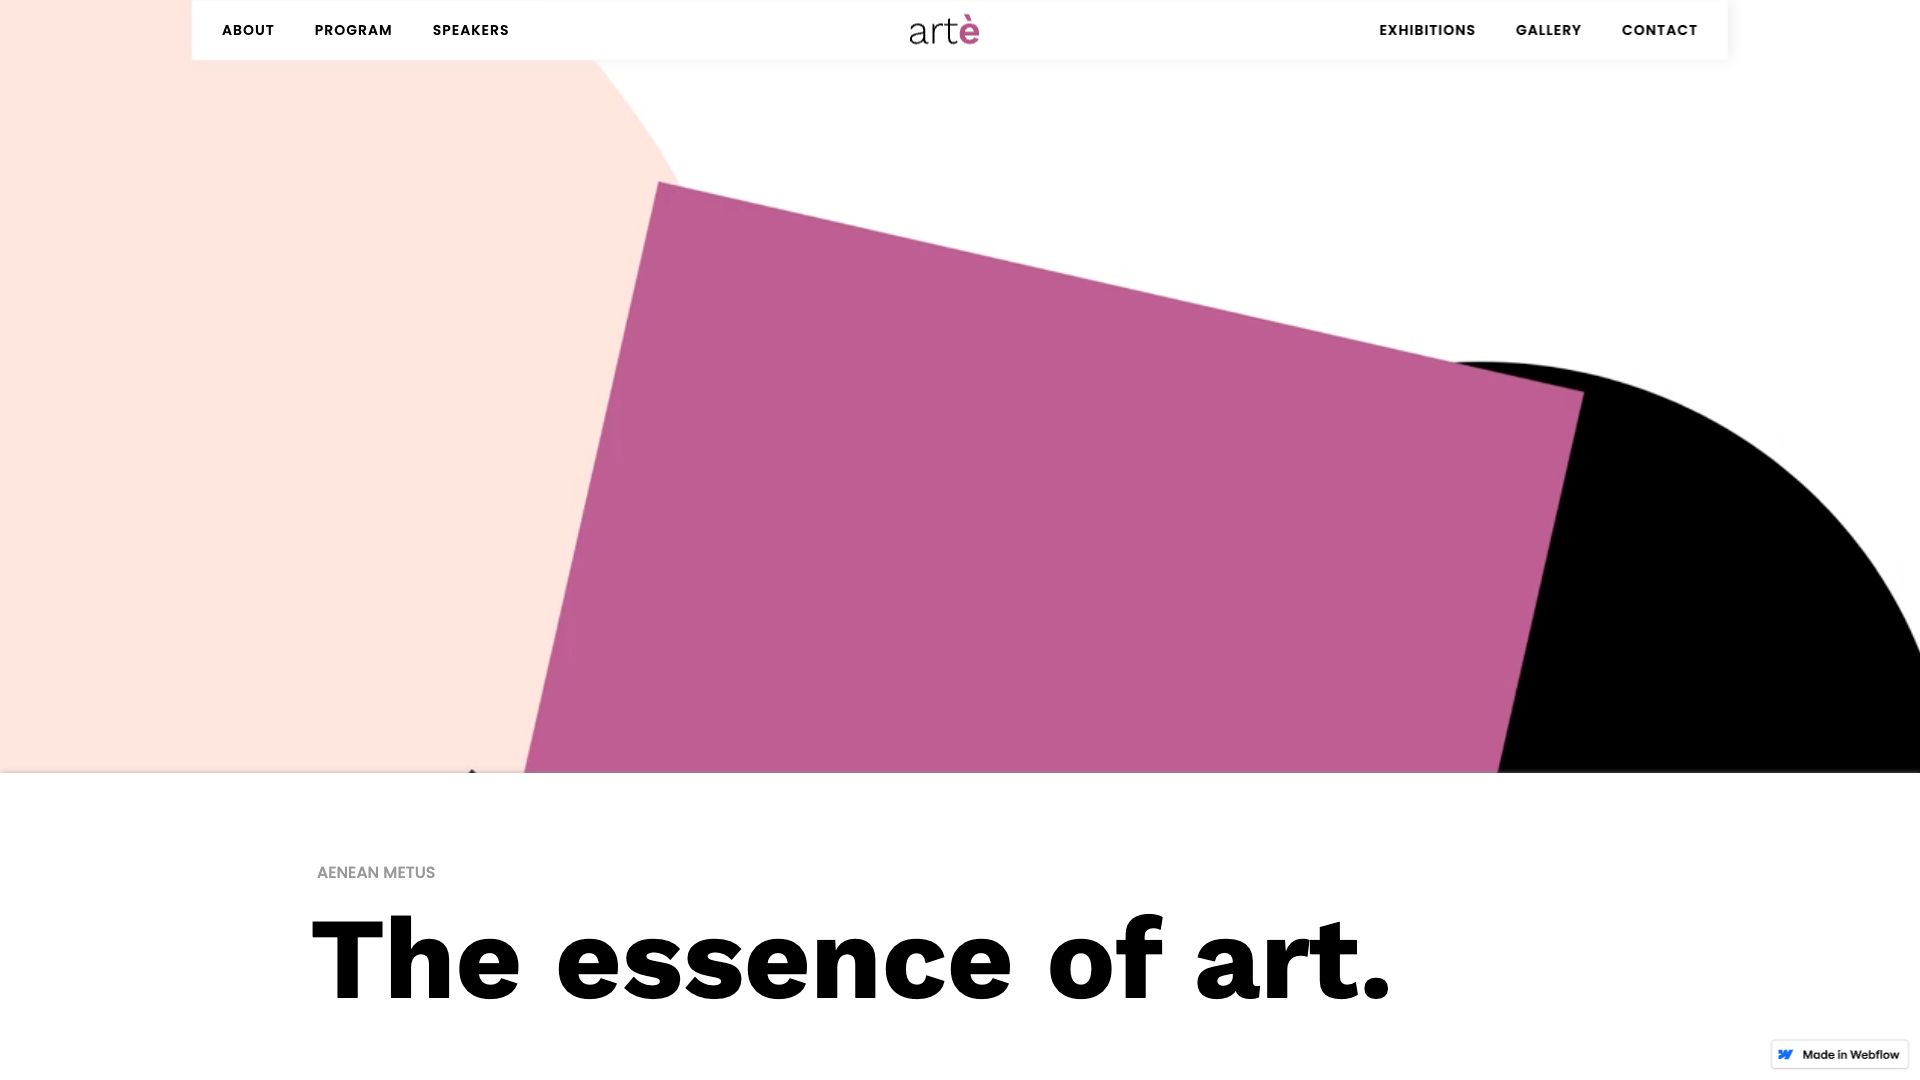 ABOUT PROGRAM SPEAKERS artè EXHIBITIONS GALLERY CONTACT
AENEAN METUS
The essence of art.
Made in Webflow